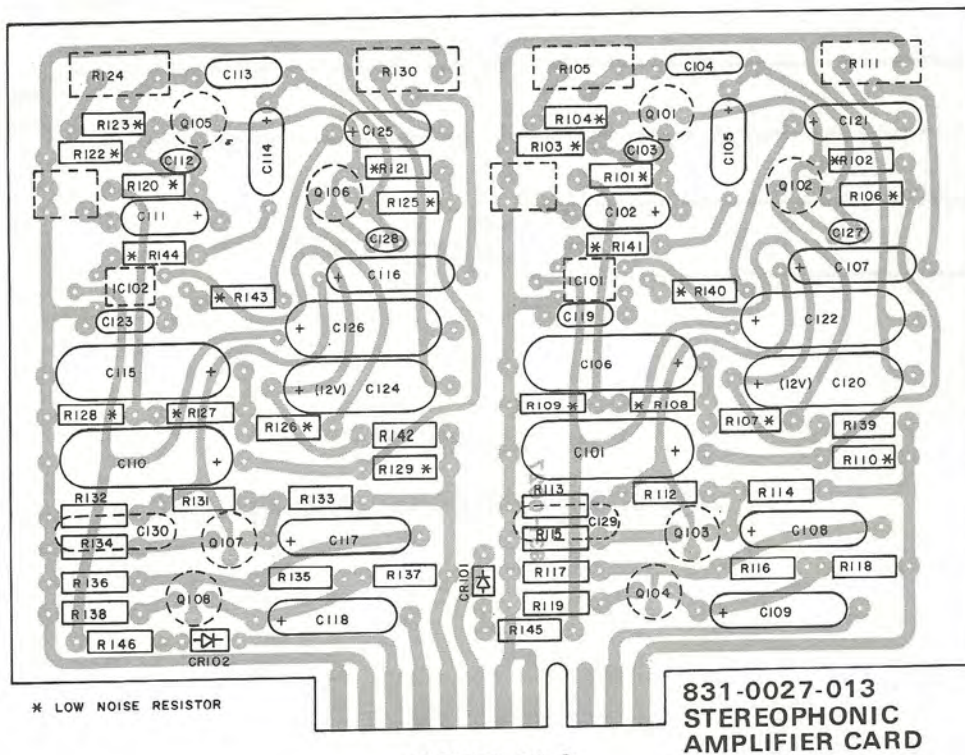 R124
C113
R130
R105
C104
R111
R123*
Q105
C114
C125
R104*
Q101
C105
C121
R122 *
C112
*R121
R103 *
C103
*R102
R120 *
Q106
R125 *
R101*
Q102
R106*
C111 +
C128
C102 +
C127
* R144
* R141
IC102
+ C116
IC101
+ C107
* R143
* R140
C123
+ C126
C119
+ C122
C115 +
+ (12V) C124
C106 +
+ (12V) C120
R128 *
* R127
R109 *
* R108
R126 *
R142
R107 *
R139
C110 +
R129 *
C101 +
R110*
R132
R131
R133
R113
R112
R114
C130
C129
R134
Q107
+ C117
R115
Q103
+ C108
R136
R135
R137
CR101
R117
R116
R118
R138
Q108
+ C118
R119
Q104
+ C109
R146
CR102
R145
* LOW NOISE RESISTOR
831-0027-013
STEREOPHONIC
AMPLIFIER CARD